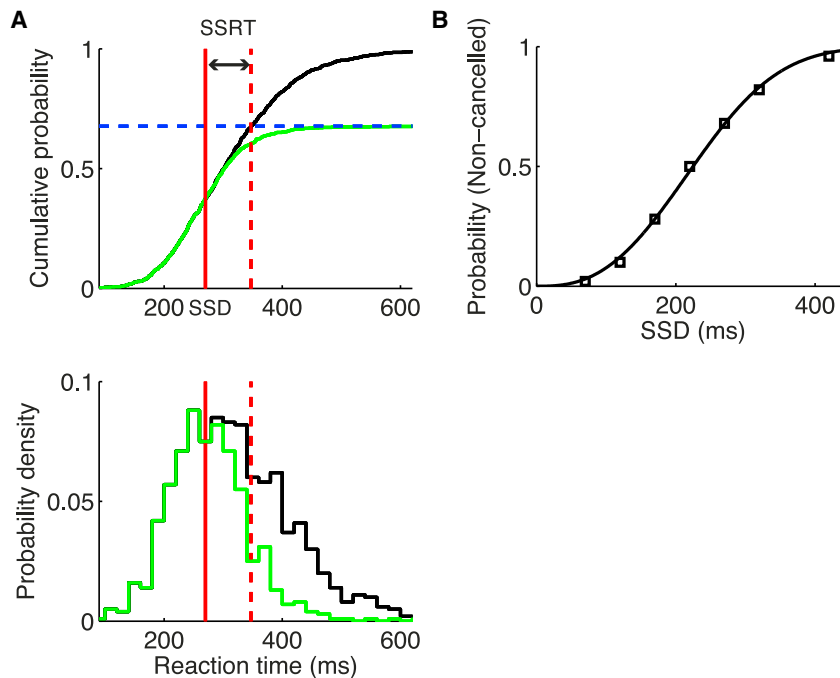 A
SSRT
Cumulative probability
1
0.5
0
200 SSD 400 600
B
Probability (Non−cancelled)
1
0.5
0
0 200 400
SSD (ms)
Probability density
0.1
0.05
0
200 400 600
Reaction time (ms)